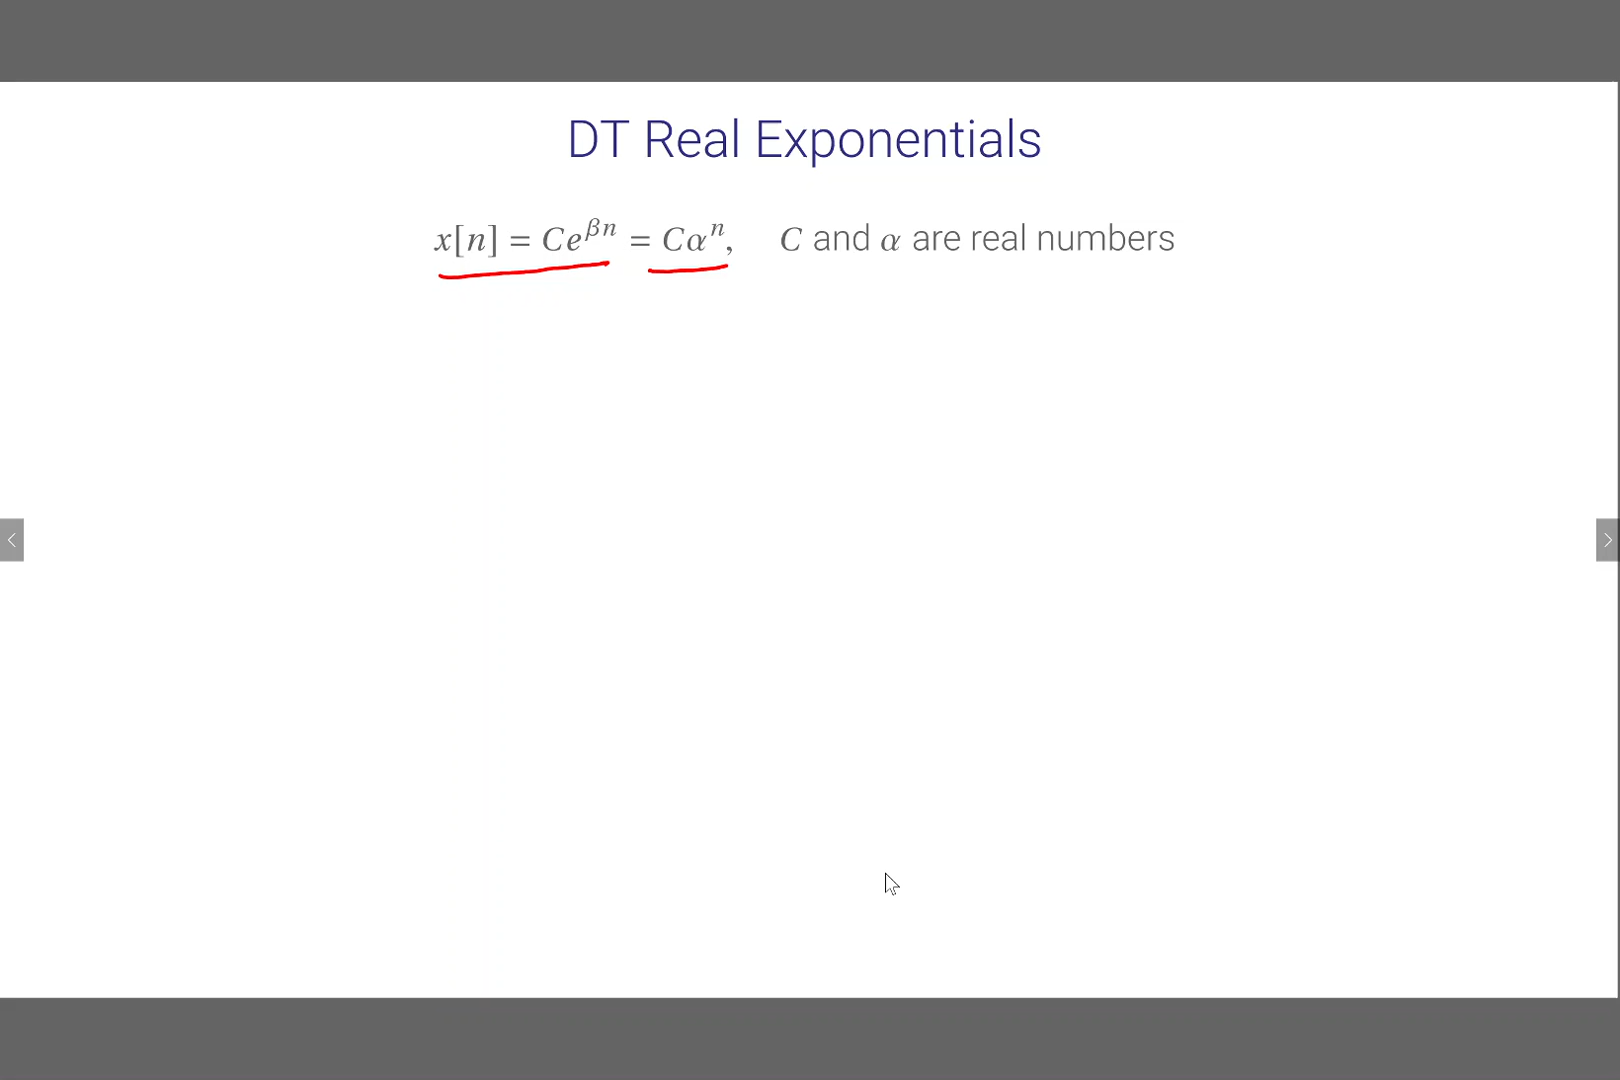 DT Real Exponentials
x[n] = Ce^{βn} = Cα^n, C and α are real numbers